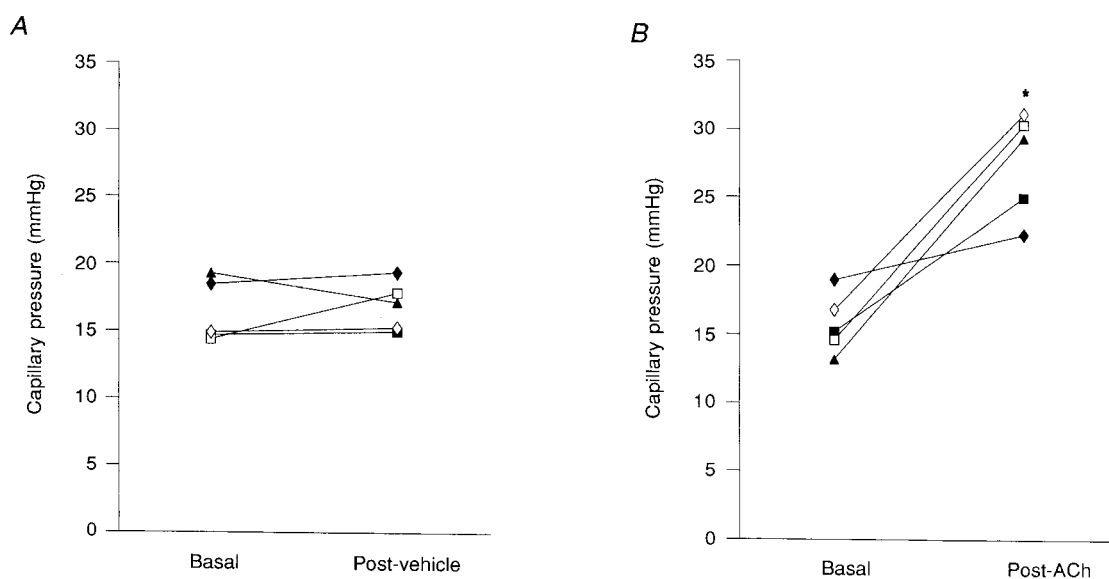 A
Capillary pressure (mmHg)
35
30
25
20
15
10
5
0
Basal
Post-vehicle
B
Capillary pressure (mmHg)
35
30
25
20
15
10
5
0
*
Basal
Post-ACh